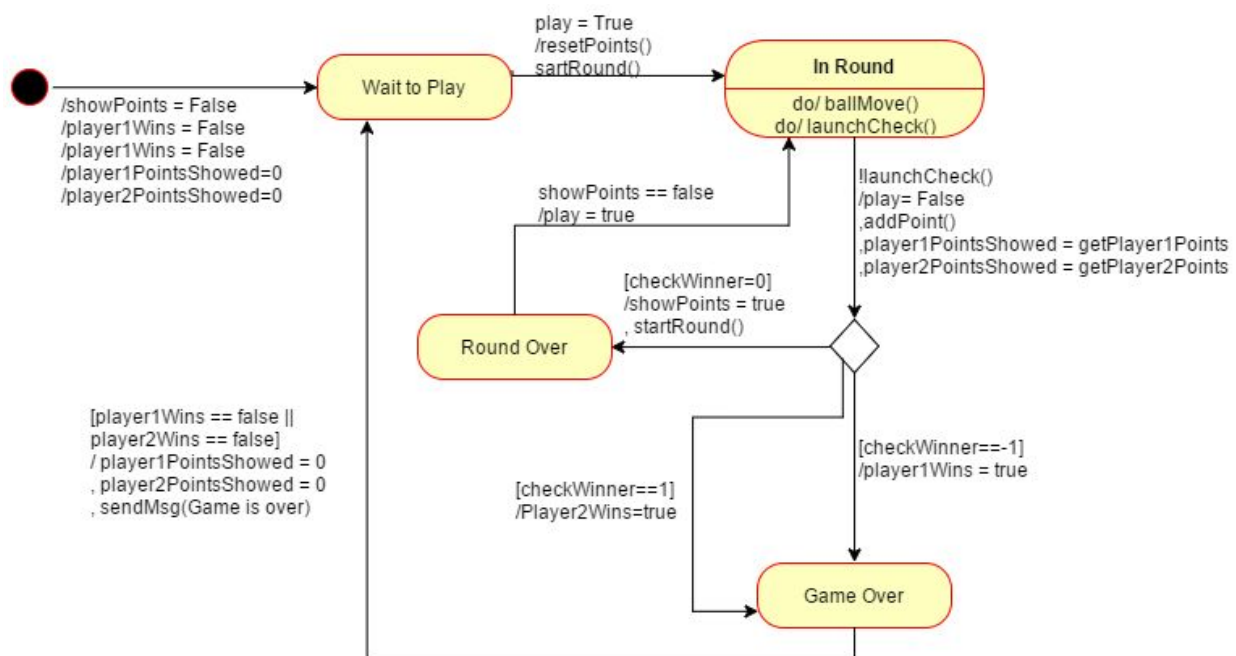 play = True
/resetPoints()
sartRound()
In Round
do/ ballMove()
do/ launchCheck()
Wait to Play
/showPoints = False
/player1Wins = False
/player1Wins = False
/player1PointsShowed=0
/player2PointsShowed=0
showPoints == false
/play = true
!launchCheck()
/play= False
,addPoint()
,player1PointsShowed = getPlayer1Points
,player2PointsShowed = getPlayer2Points
[checkWinner=0]
/showPoints = true
, startRound()
Round Over
[player1Wins == false ||
player2Wins == false]
/ player1PointsShowed = 0
, player2PointsShowed = 0
, sendMsg(Game is over)
[checkWinner==-1]
/player1Wins = true
[checkWinner==1]
/Player2Wins=true
Game Over